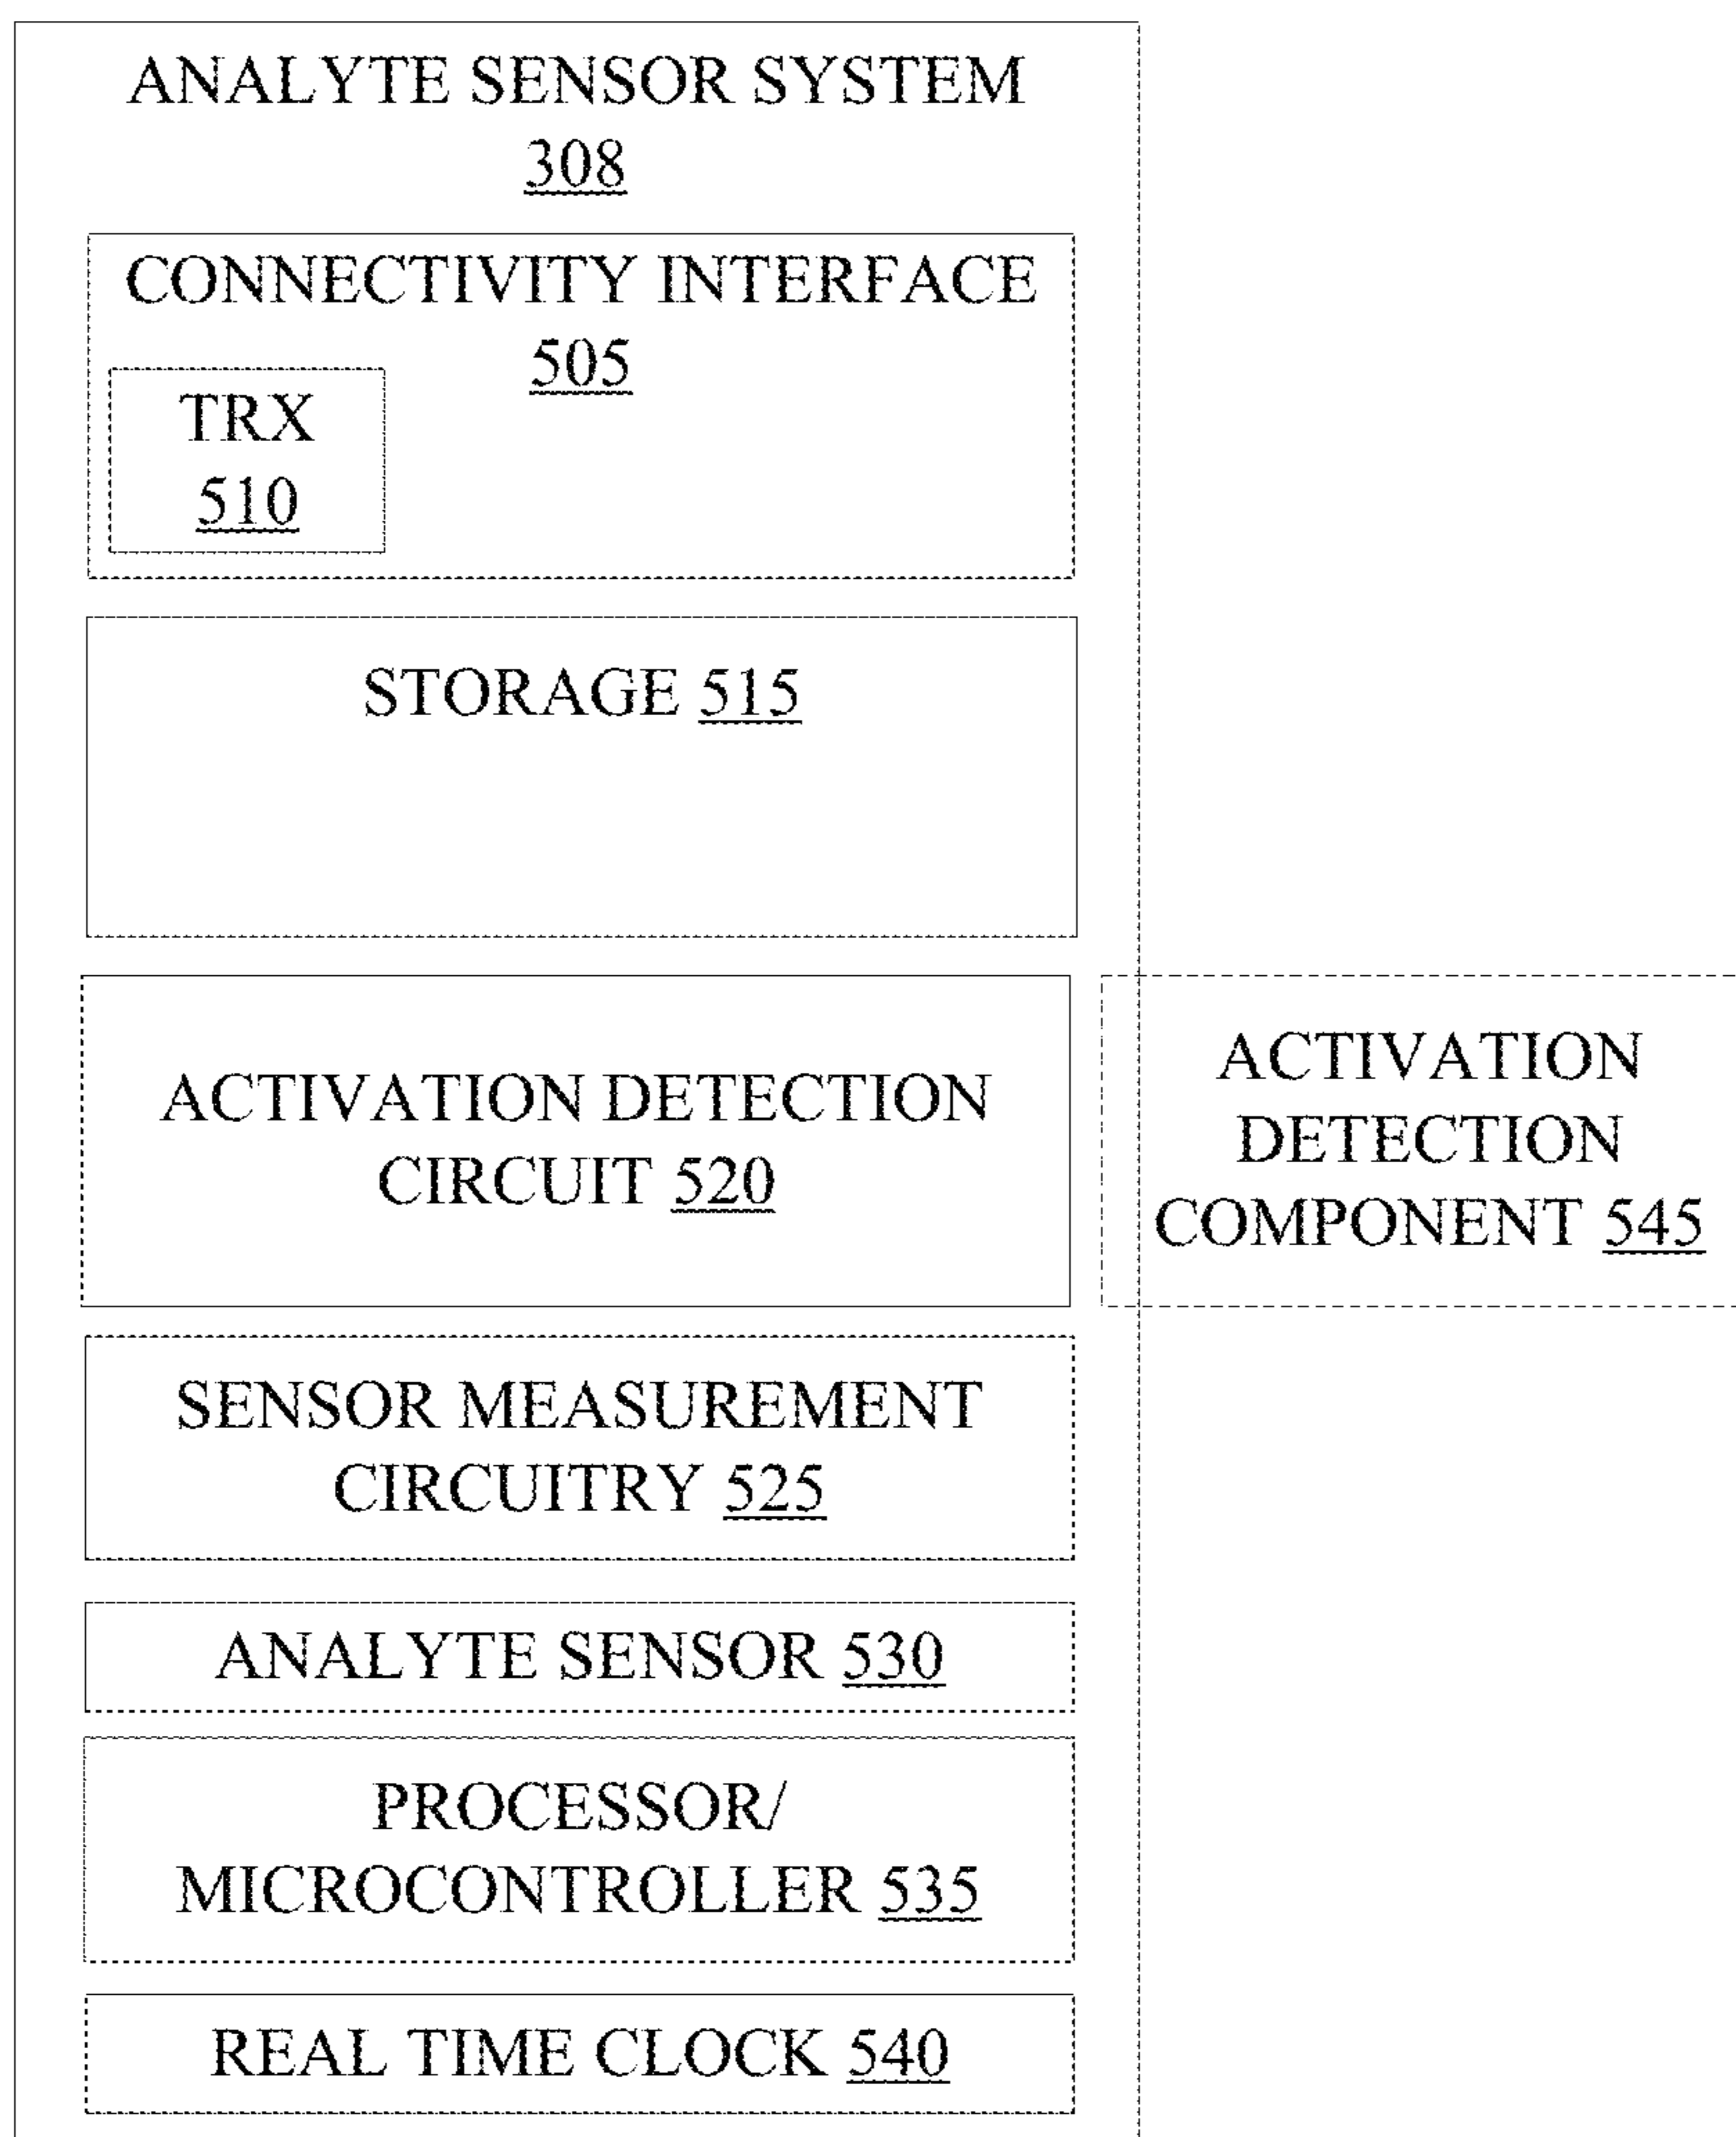 ANALYTE SENSOR SYSTEM
308
CONNECTIVITY INTERFACE
505
TRX
510
STORAGE 515
ACTIVATION DETECTION
CIRCUIT 520
ACTIVATION
DETECTION
COMPONENT 545
SENSOR MEASUREMENT
CIRCUITRY 525
ANALYTE SENSOR 530
PROCESSOR/
MICROCONTROLLER 535
REAL TIME CLOCK 540